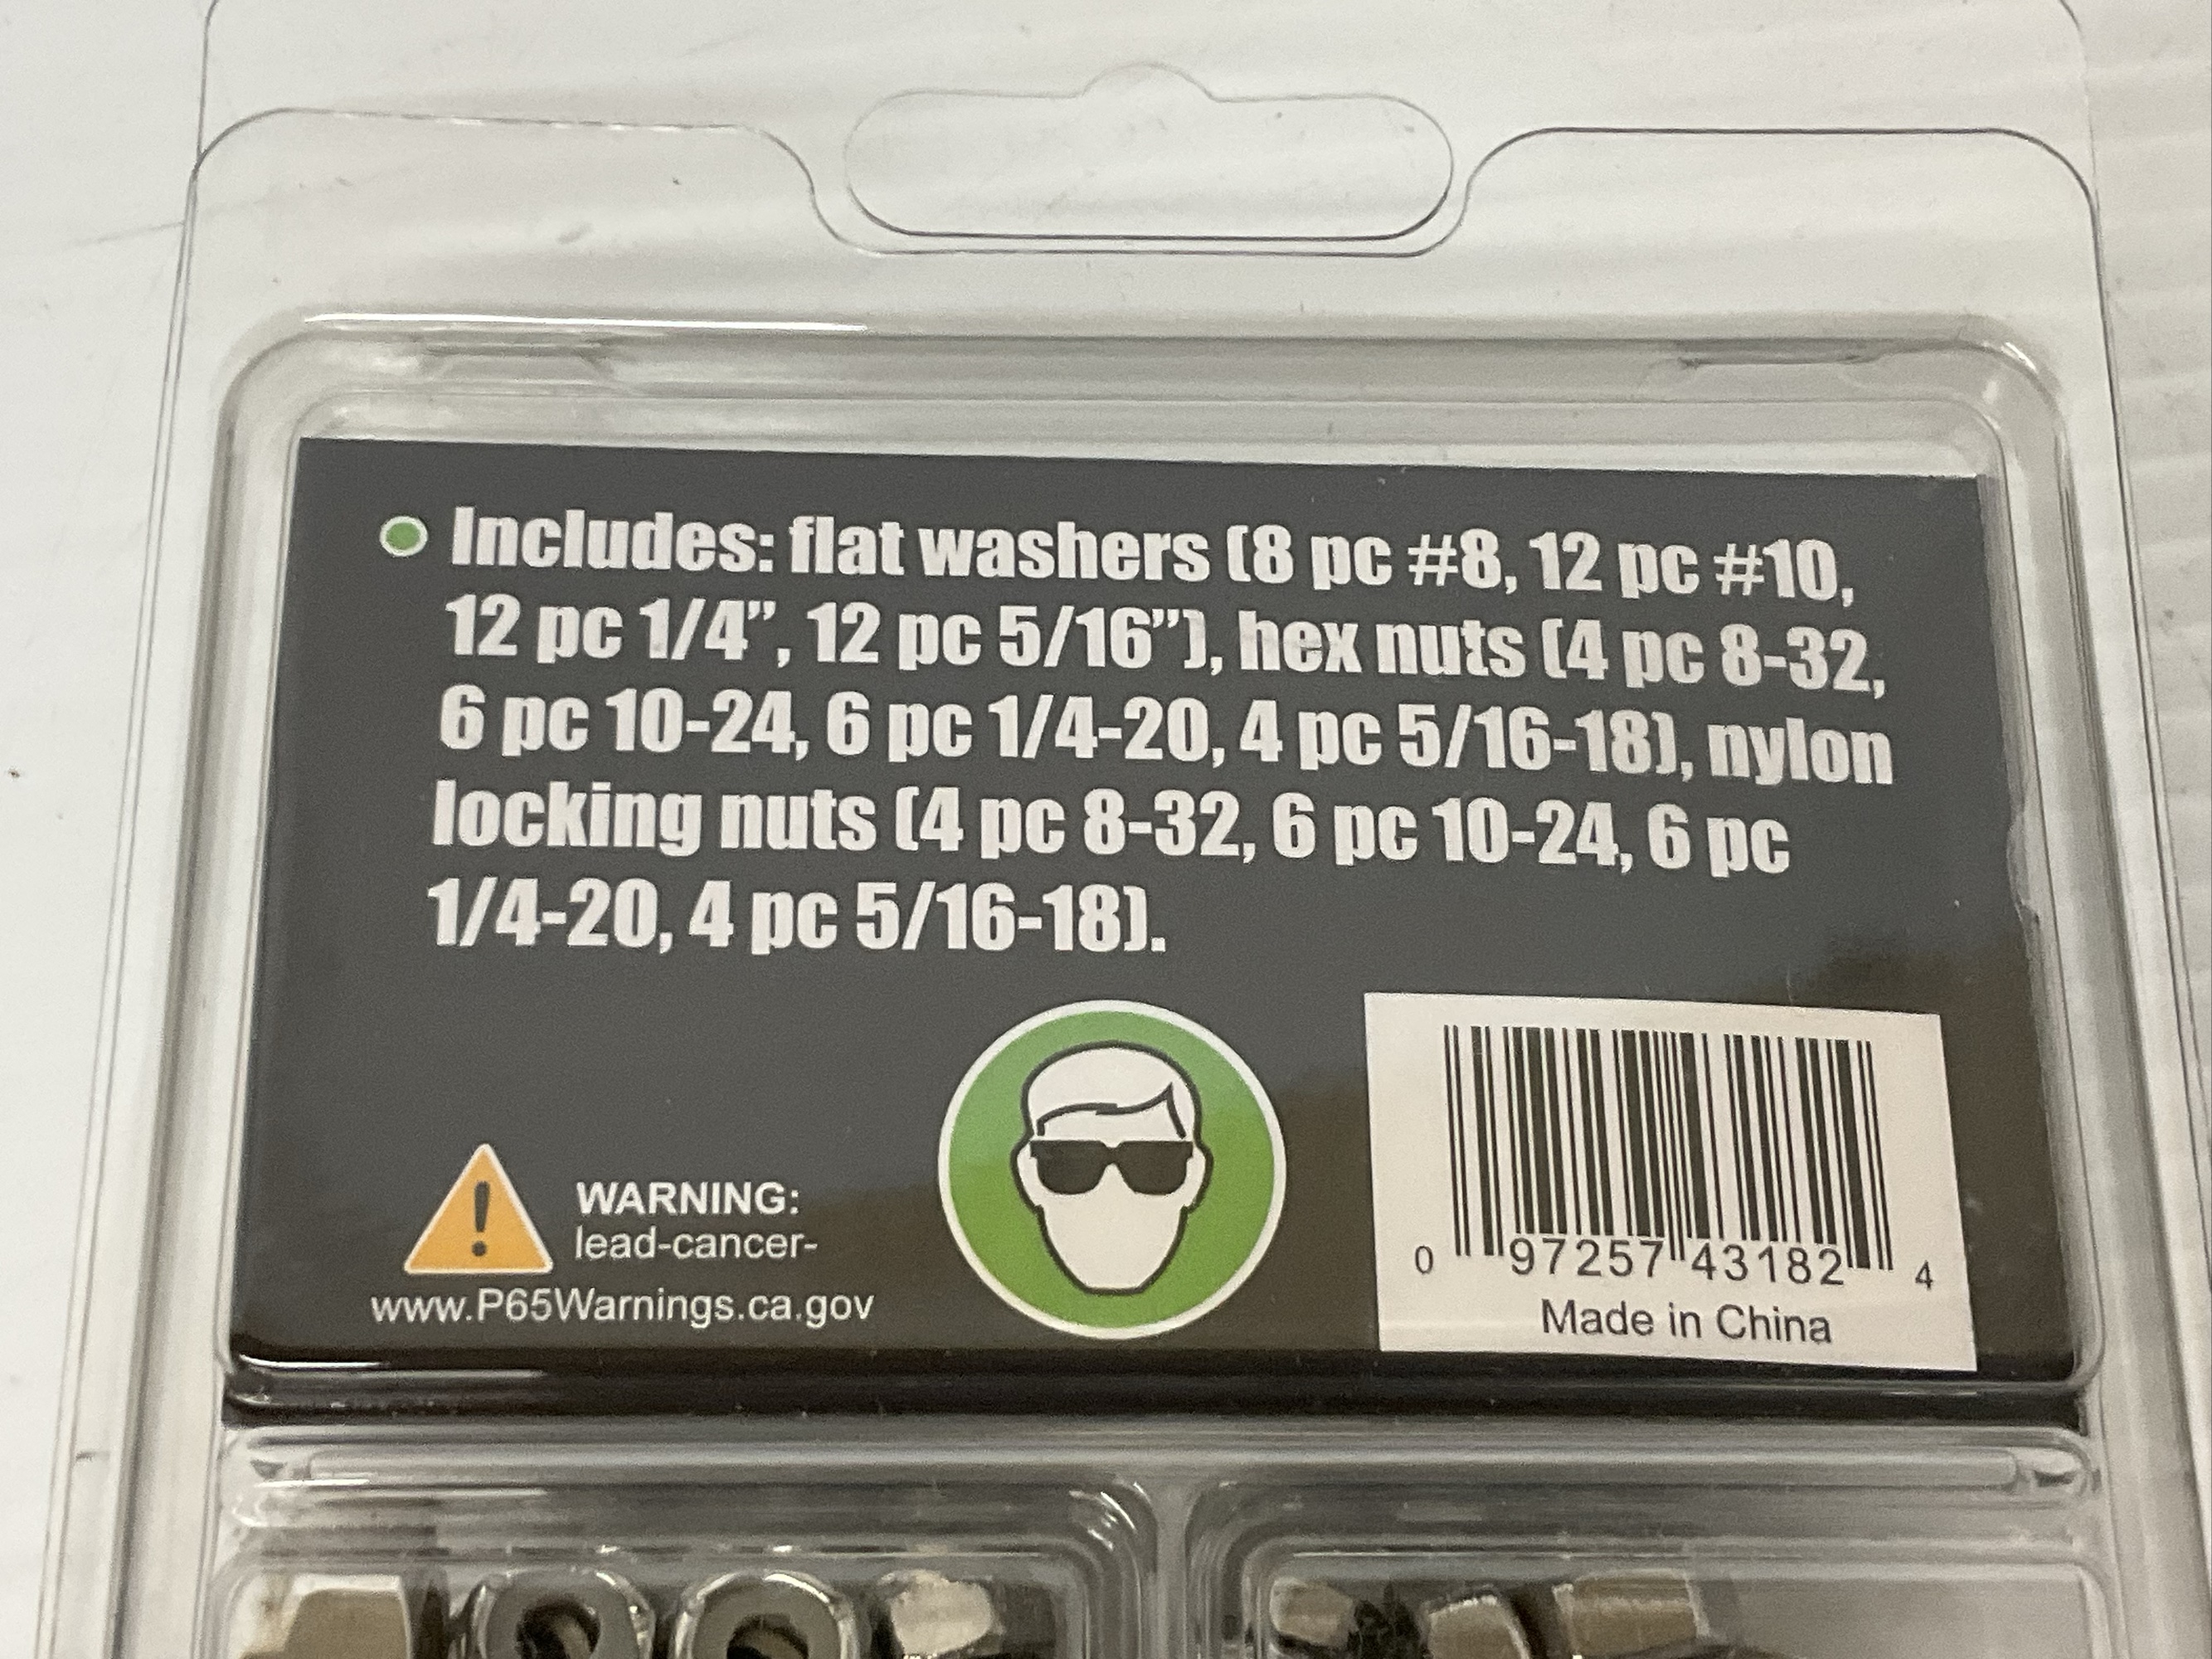 Includes: flat washers (8 pc #8, 12 pc #10,
12 pc 1/4”, 12 pc 5/16”), hex nuts (4 pc 8-32,
6 pc 10-24, 6 pc 1/4-20, 4 pc 5/16-18), nylon
locking nuts (4 pc 8-32, 6 pc 10-24, 6 pc
1/4-20, 4 pc 5/16-18).
WARNING:
lead-cancer-
www.P65Warnings.ca.gov
0 97257 43182 4
Made in China